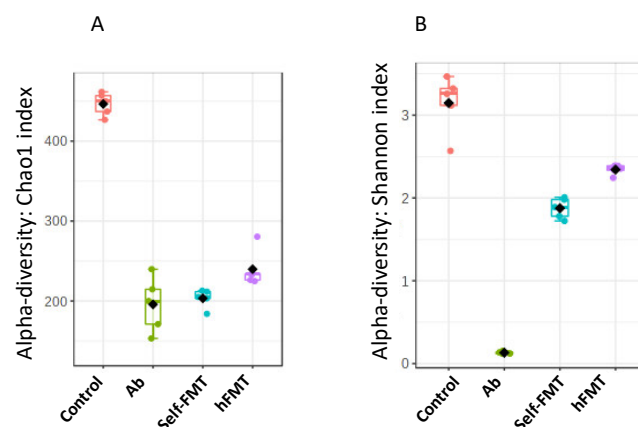 A
Alpha-diversity: Chao1 index
400
300
200
Control
Ab
Self-FMT
hFMT
B
Alpha-diversity: Shannon index
3
2
1
0
Control
Ab
Self-FMT
hFMT